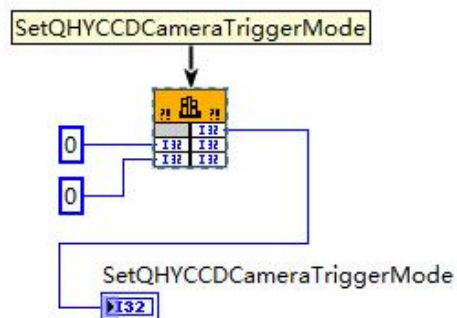 SetQHYCCDCameraTriggerMode
?! ?!
I32
0 I32 I32
0 I32 I32
SetQHYCCDCameraTriggerMode
I32